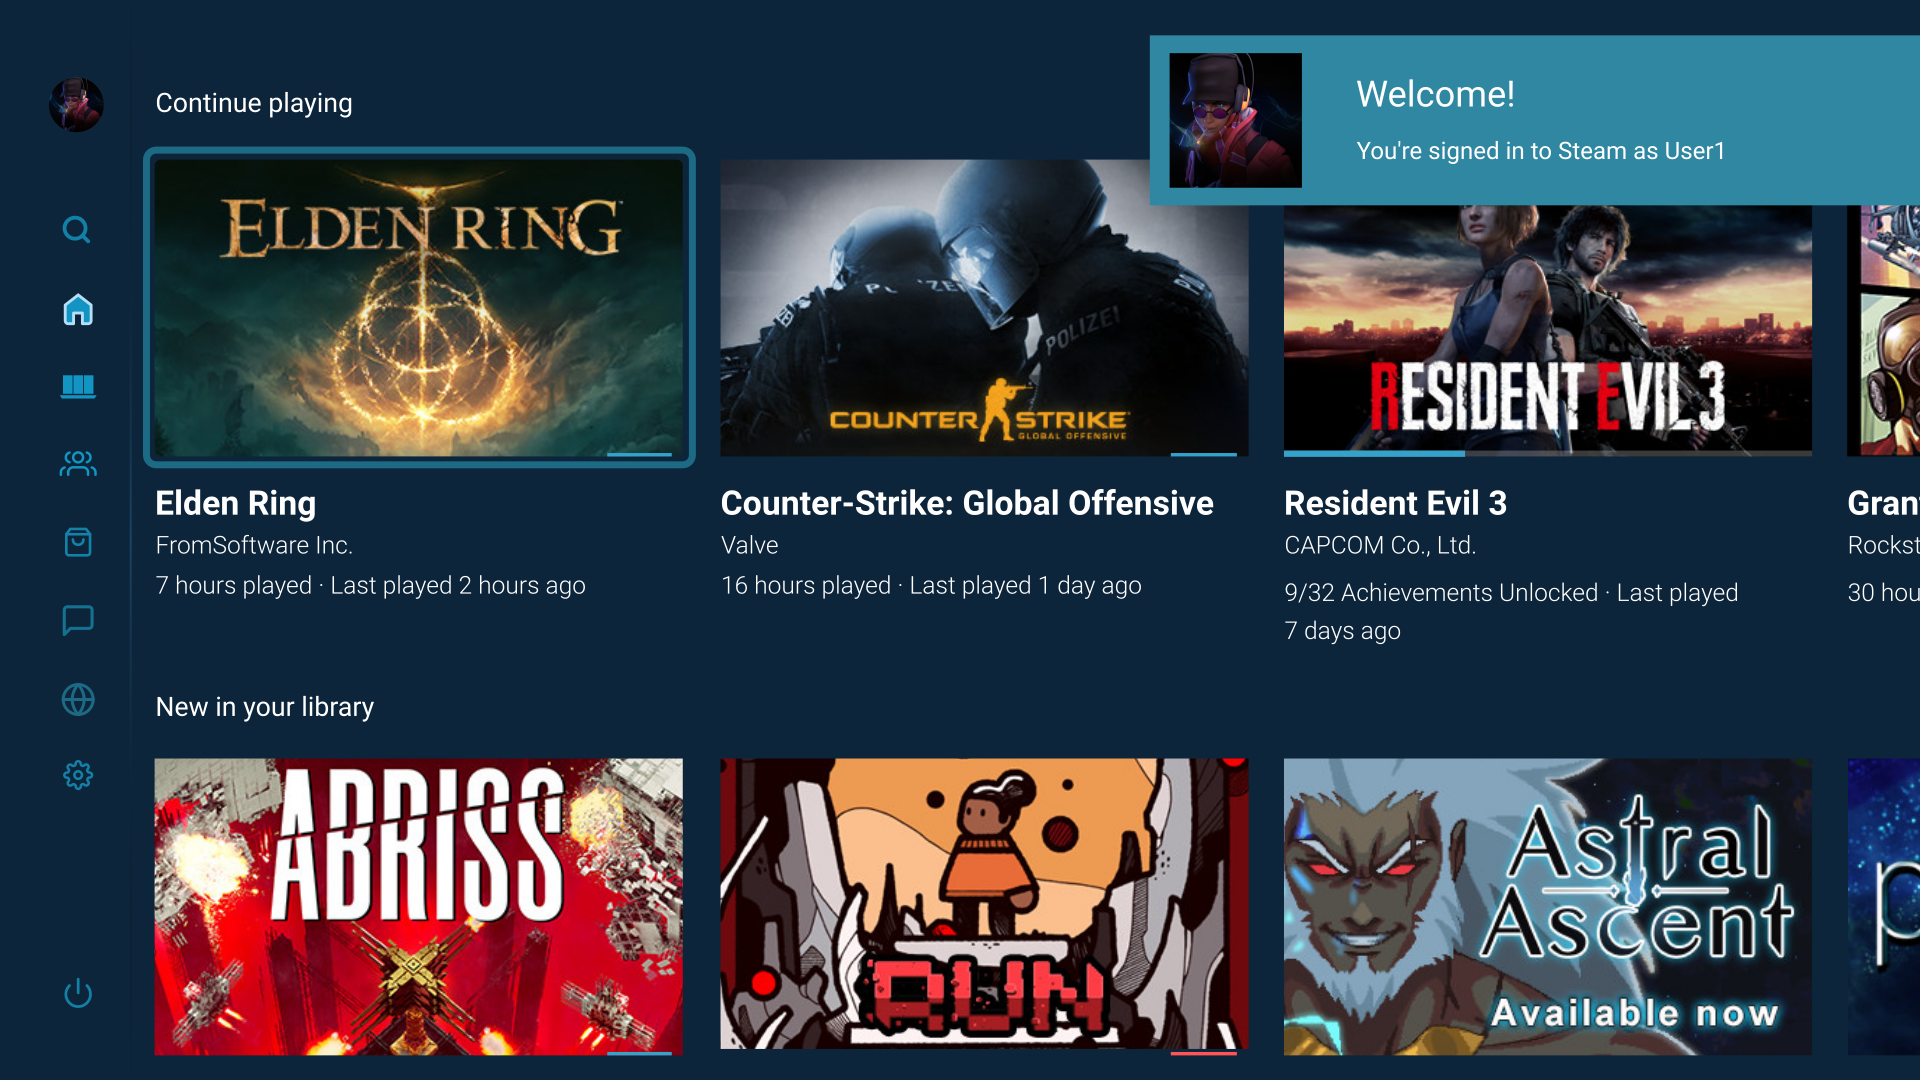 Continue playing
Welcome!
You're signed in to Steam as User1
ELDEN RING
POLIZEI
COUNTER STRIKE
GLOBAL OFFENSIVE
RESIDENT EVIL 3
Elden Ring
FromSoftware Inc.
7 hours played · Last played 2 hours ago
Counter-Strike: Global Offensive
Valve
16 hours played · Last played 1 day ago
Resident Evil 3
CAPCOM Co., Ltd.
9/32 Achievements Unlocked · Last played
7 days ago
Gran
Rockst
30 hou
New in your library
ABRISS
RUN
Astral
Ascent
Available now
p